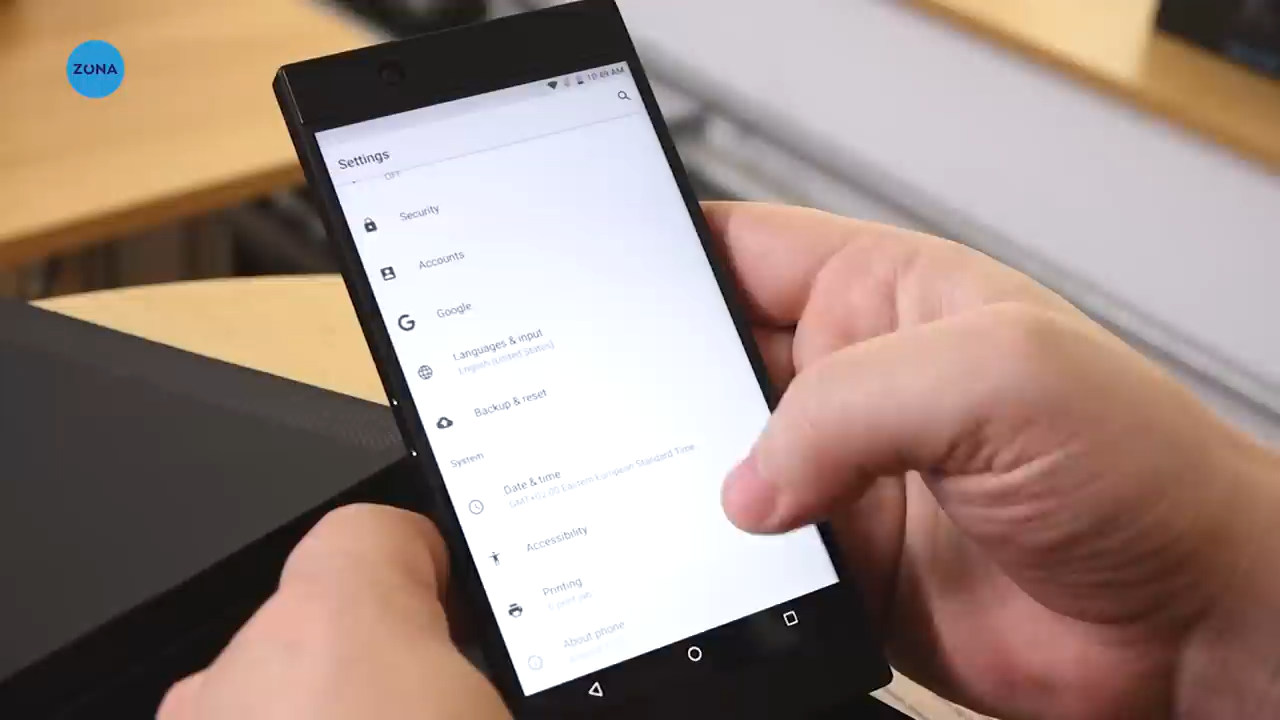 ZONA
10:49 AM
Settings
OFF
Security
Accounts
Google
Languages & input
English (United States)
Backup & reset
System
Date & time
GMT+02:00 Eastern European Standard Time
Accessibility
Printing
About phone